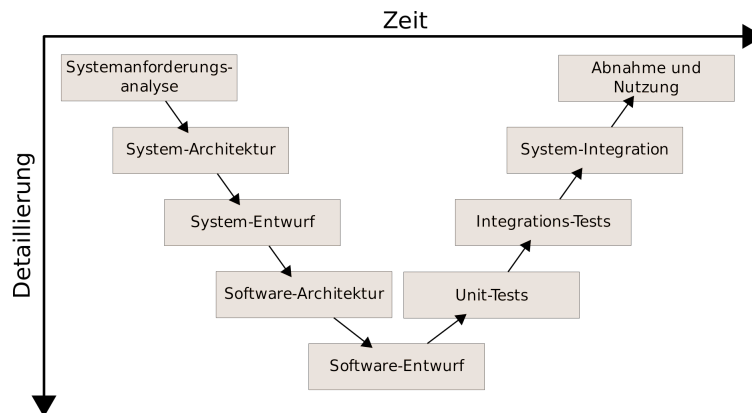 Zeit
Detaillierung
Systemanforderungs-
analyse
System-Architektur
System-Entwurf
Software-Architektur
Software-Entwurf
Unit-Tests
Integrations-Tests
System-Integration
Abnahme und
Nutzung